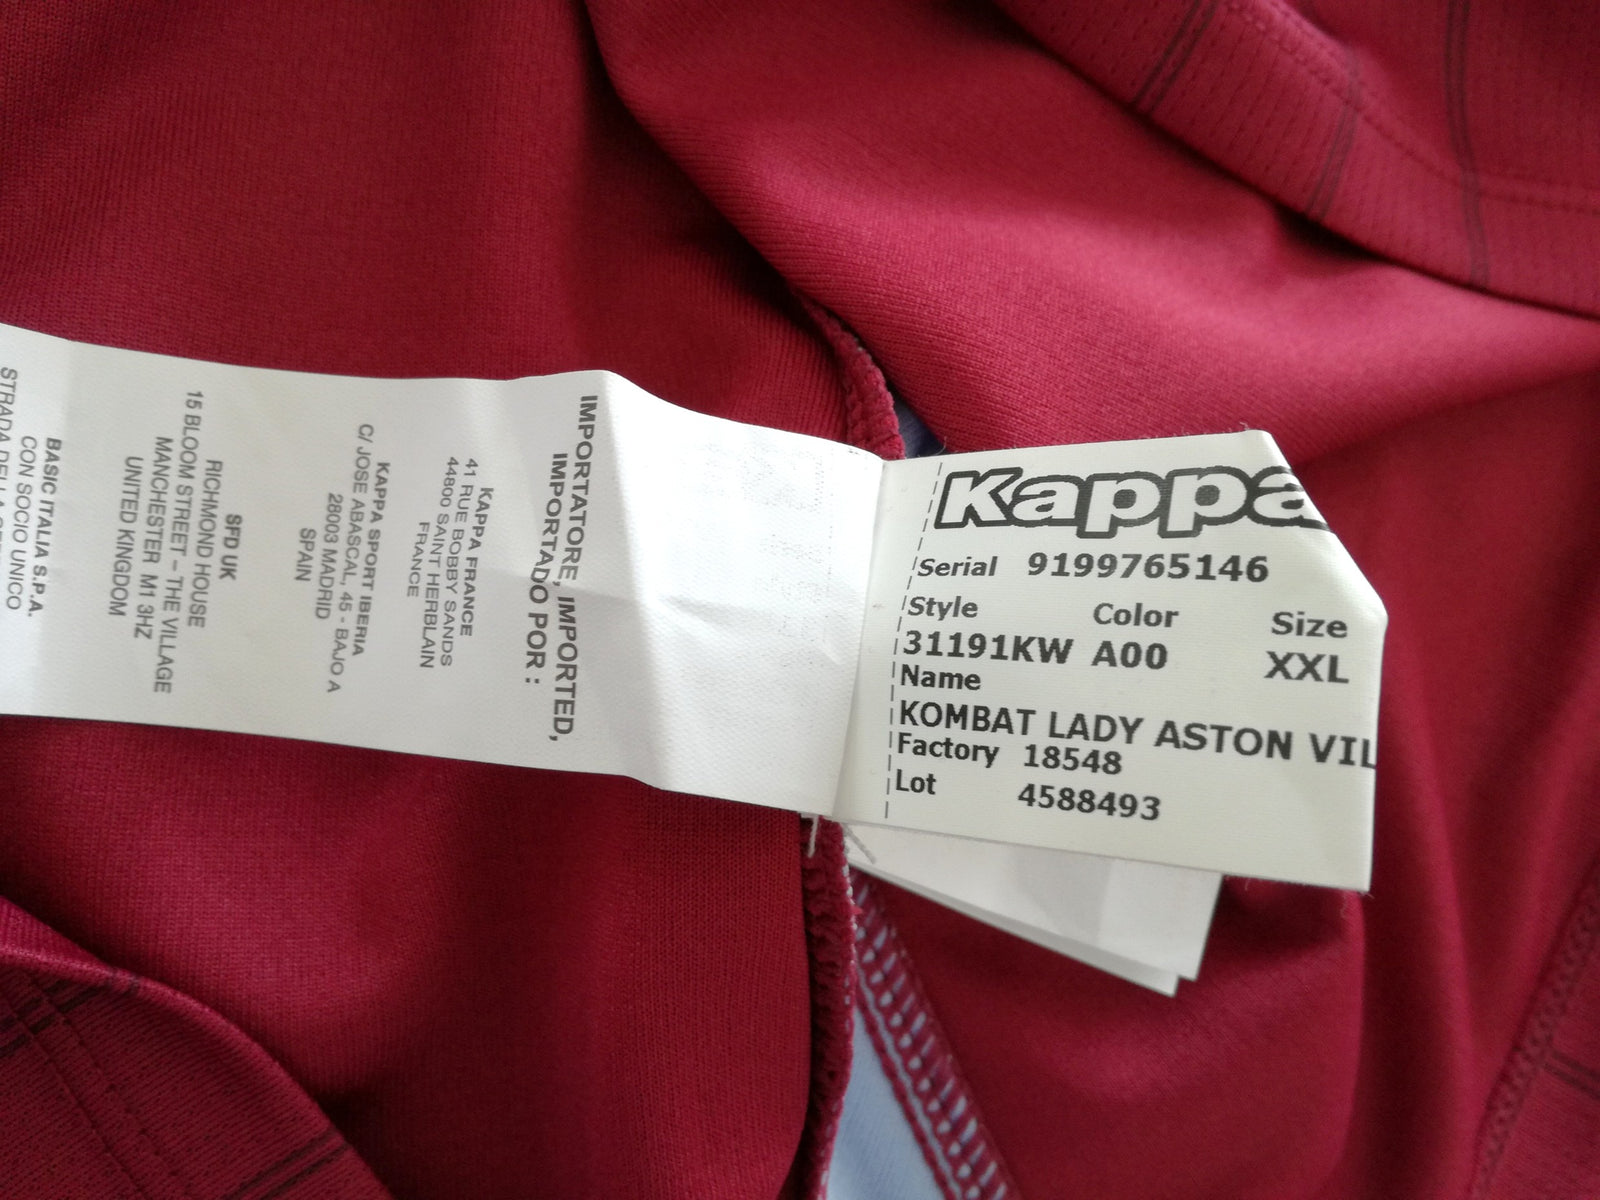 Kappa
Serial 9199765146
Style Color Size
31191KW A00 XXL
Name
KOMBAT LADY ASTON VIL
Factory 18548
Lot 4588493
IMPORTATORE, IMPORTED,
IMPORTADO POR :
KAPPA FRANCE
41 RUE BOBBY SANDS
44800 SAINT HERBLAIN
FRANCE
KAPPA SPORT IBERIA
C/ JOSE ABASCAL, 45 - BAJO A
28003 MADRID
SPAIN
SFD UK
RICHMOND HOUSE
15 BLOOM STREET – THE VILLAGE
MANCHESTER M1 3HZ
UNITED KINGDOM
BASIC ITALIA S.P.A.
CON SOCIO UNICO
STRADA DELLA